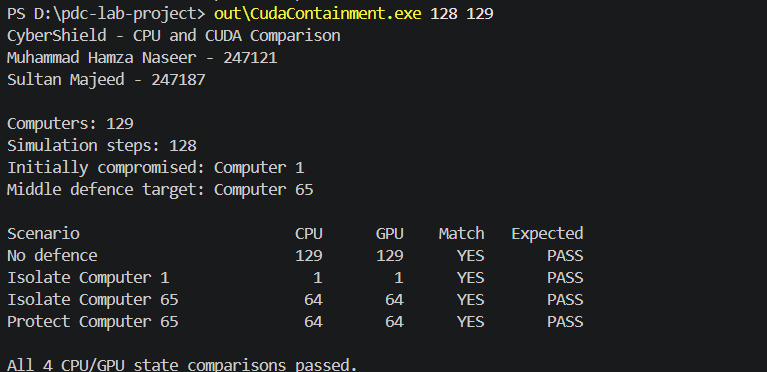 PS D:\pdc-lab-project> out\CudaContainment.exe 128 129
CyberShield - CPU and CUDA Comparison
Muhammad Hamza Naseer - 247121
Sultan Majeed - 247187
Computers: 129
Simulation steps: 128
Initially compromised: Computer 1
Middle defence target: Computer 65
Scenario CPU GPU Match Expected
No defence 129 129 YES PASS
Isolate Computer 1 1 1 YES PASS
Isolate Computer 65 64 64 YES PASS
Protect Computer 65 64 64 YES PASS
All 4 CPU/GPU state comparisons passed.